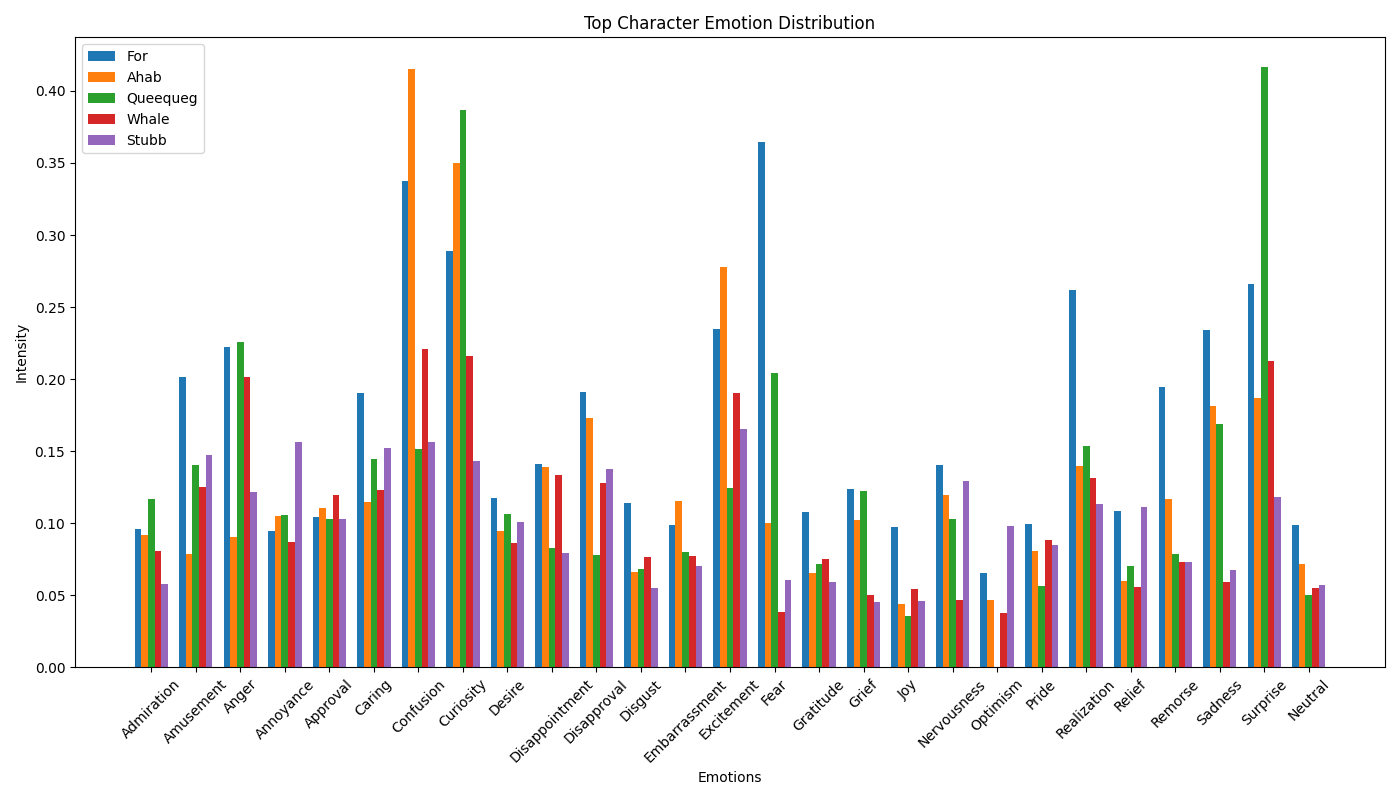 Top Character Emotion Distribution
For
Ahab
Queequeg
Whale
Stubb
Intensity
0.40
0.35
0.30
0.25
0.20
0.15
0.10
0.05
0.00
Admiration
Amusement
Anger
Annoyance
Approval
Caring
Confusion
Curiosity
Desire
Disappointment
Disapproval
Disgust
Embarrassment
Excitement
Fear
Gratitude
Grief
Joy
Nervousness
Optimism
Pride
Realization
Relief
Remorse
Sadness
Surprise
Neutral
Emotions